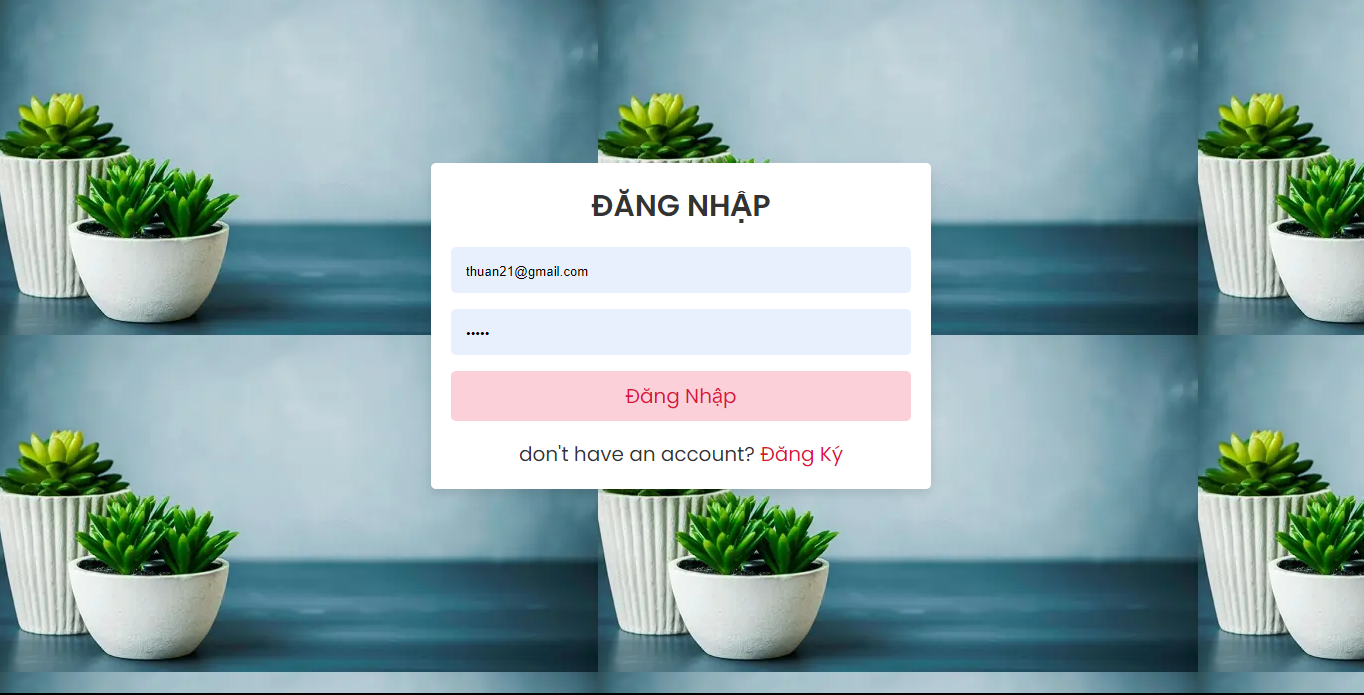 ĐĂNG NHẬP
thuan21@gmail.com
•••••
Đăng Nhập
don't have an account? Đăng Ký